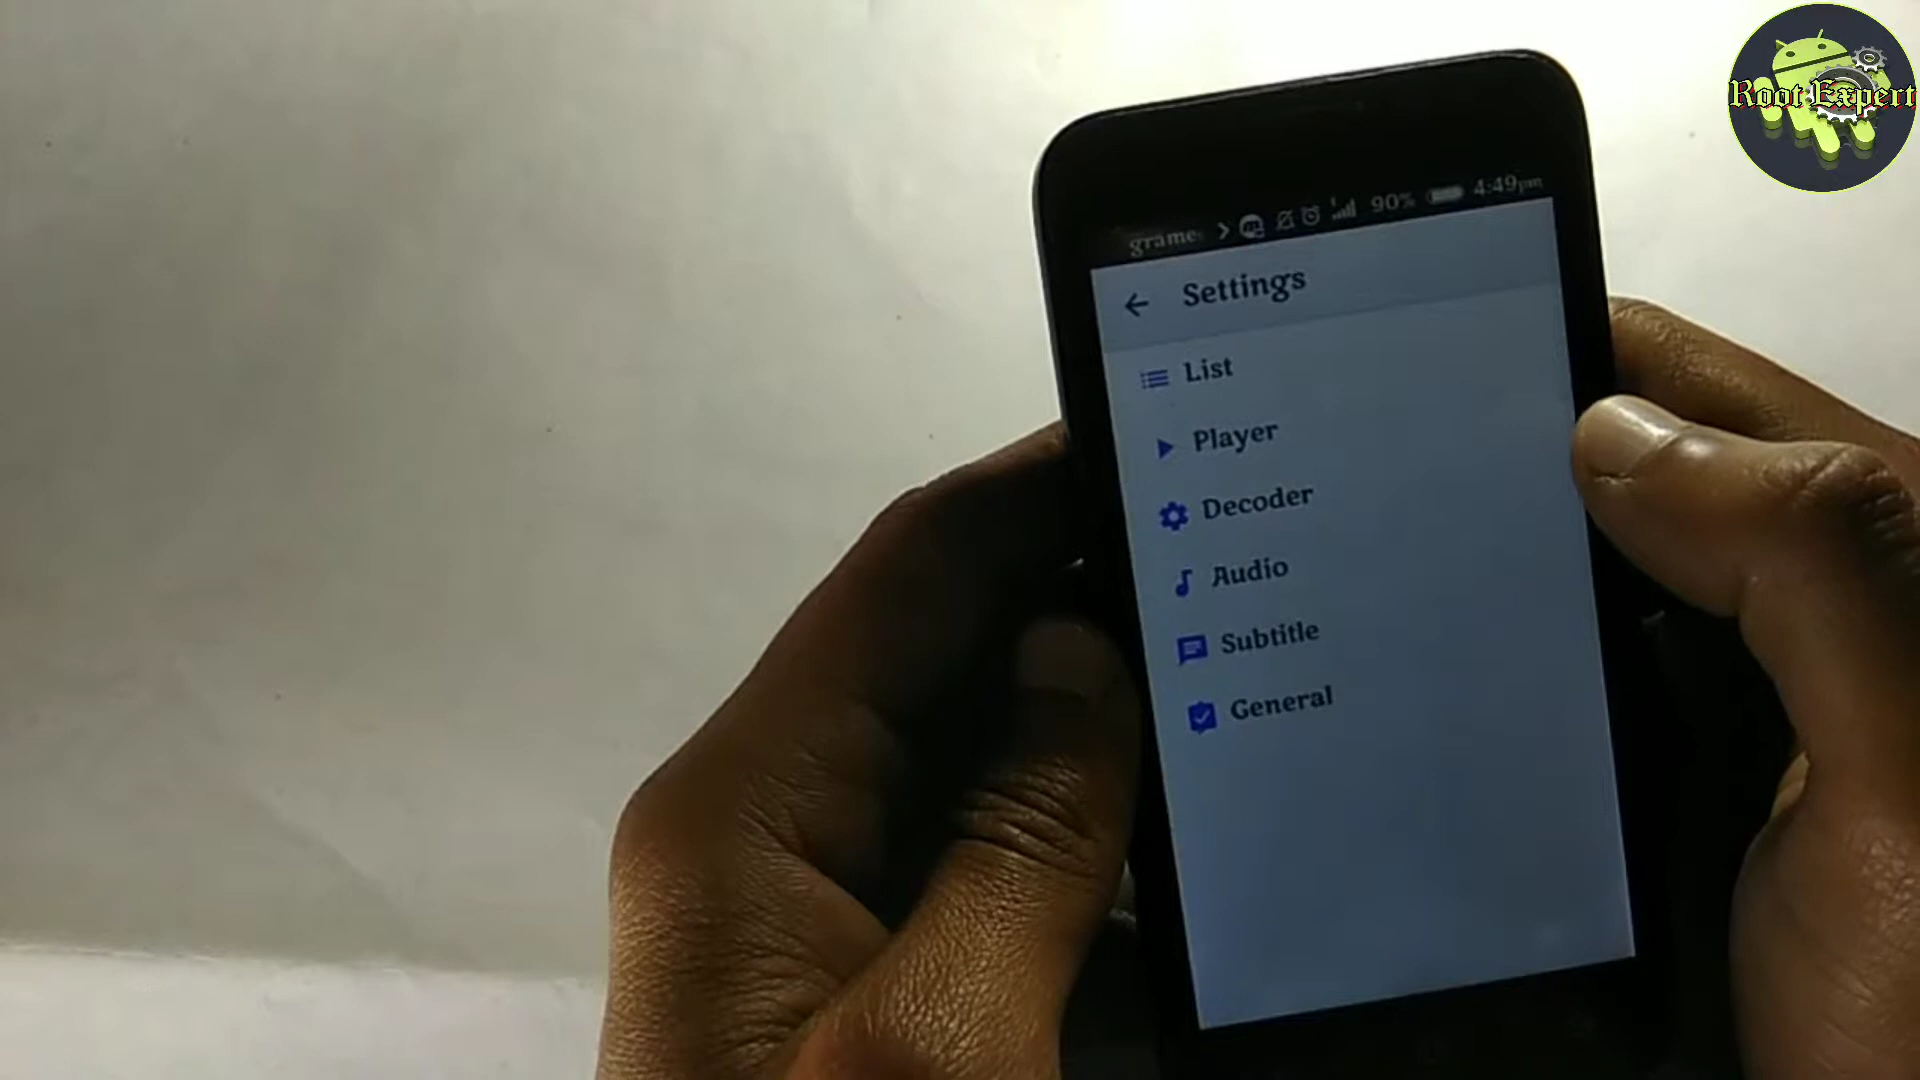 Root Expert
grame
90% 4:49pm
Settings
List
Player
Decoder
Audio
Subtitle
General